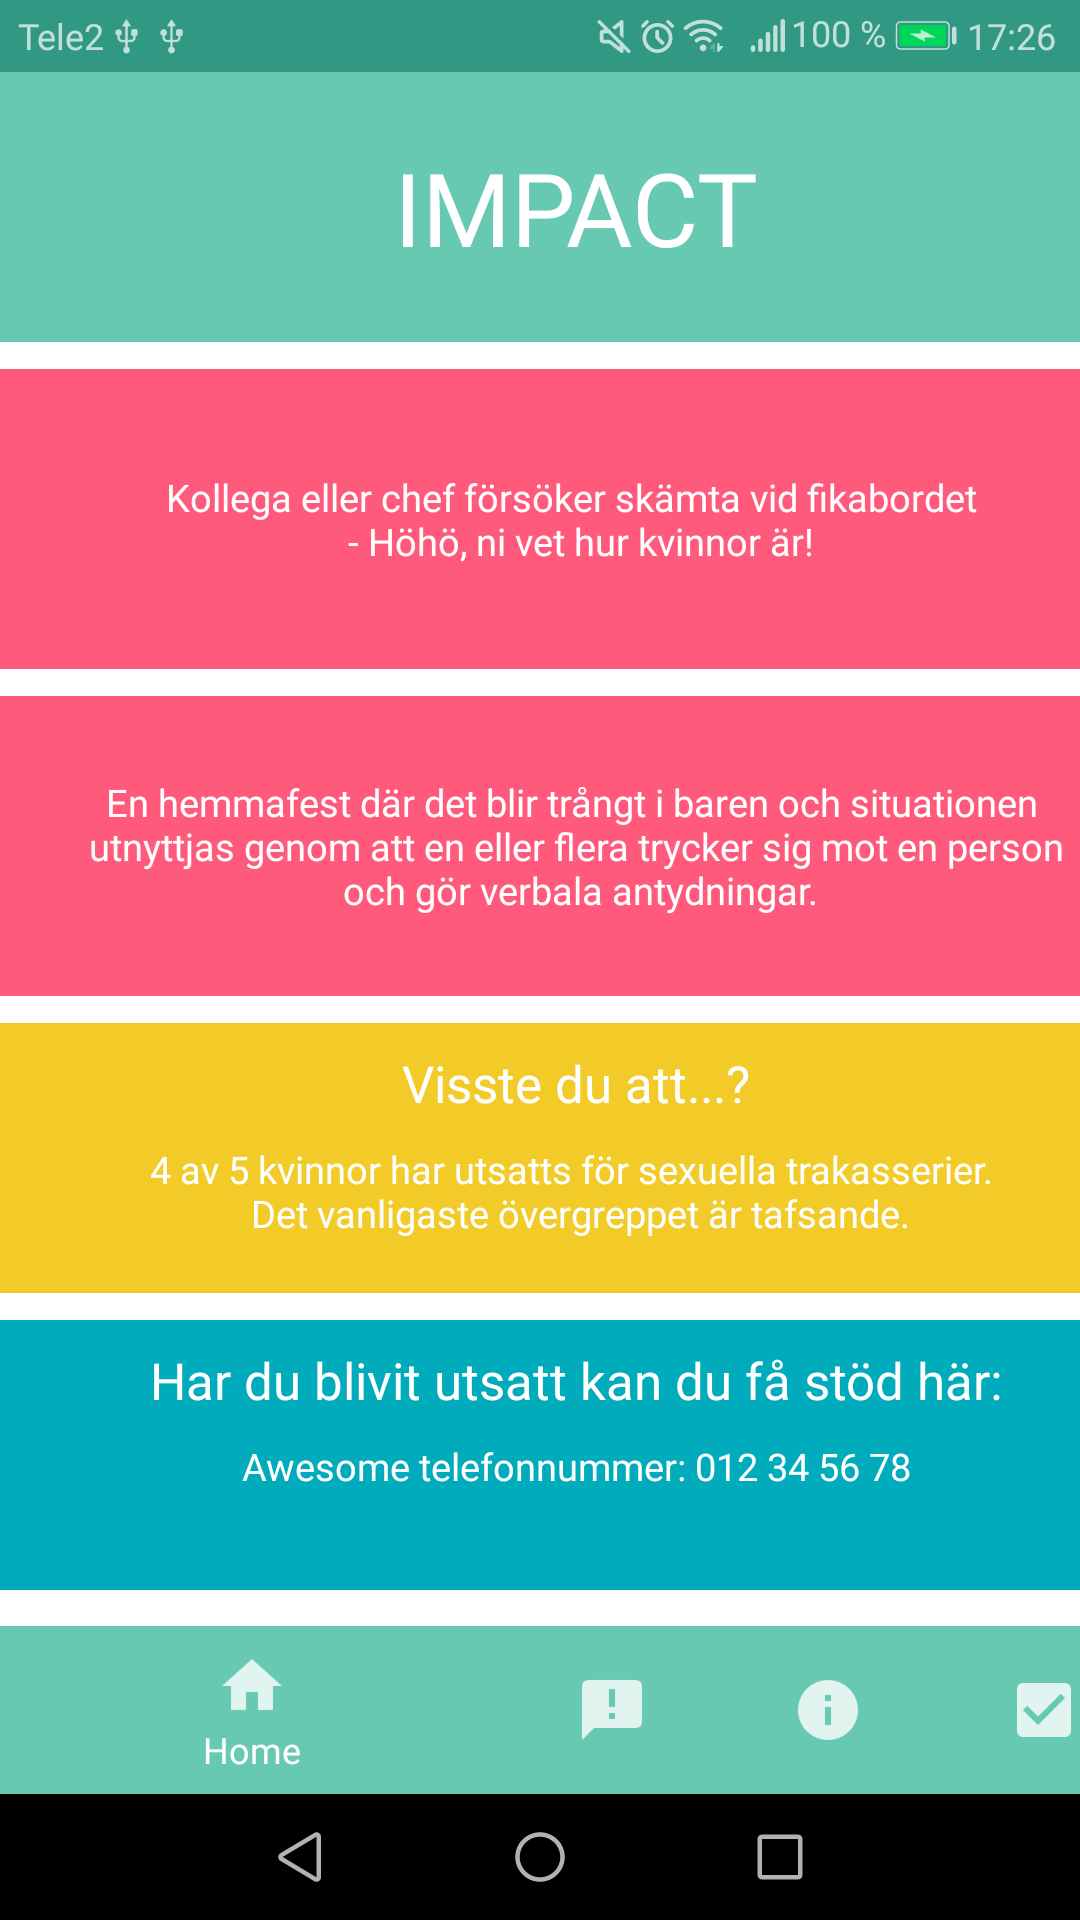 Tele2 100 % 17:26
IMPACT
Kollega eller chef försöker skämta vid fikabordet
- Höhö, ni vet hur kvinnor är!
En hemmafest där det blir trångt i baren och situationen
utnyttjas genom att en eller flera trycker sig mot en person
och gör verbala antydningar.
Visste du att...?
4 av 5 kvinnor har utsatts för sexuella trakasserier.
Det vanligaste övergreppet är tafsande.
Har du blivit utsatt kan du få stöd här:
Awesome telefonnummer: 012 34 56 78
Home